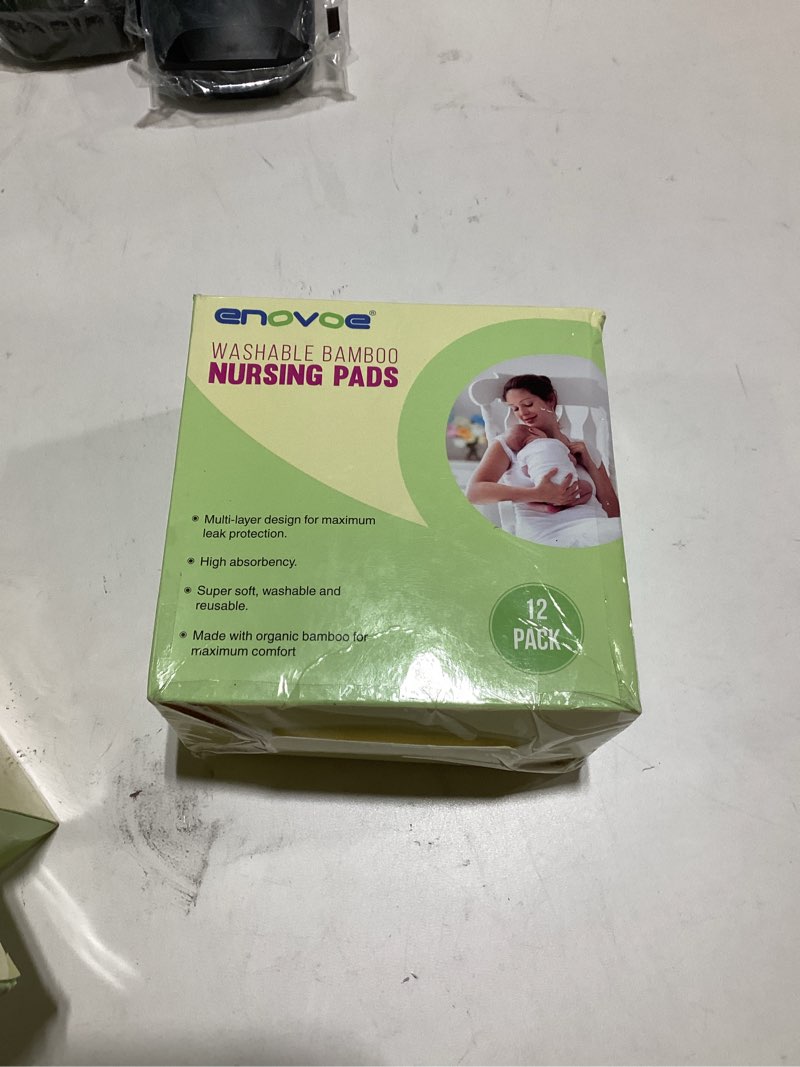 enovoe®
WASHABLE BAMBOO
NURSING PADS
Multi-layer design for maximum
leak protection.
High absorbency.
Super soft, washable and
reusable.
Made with organic bamboo for
maximum comfort
12
PACK